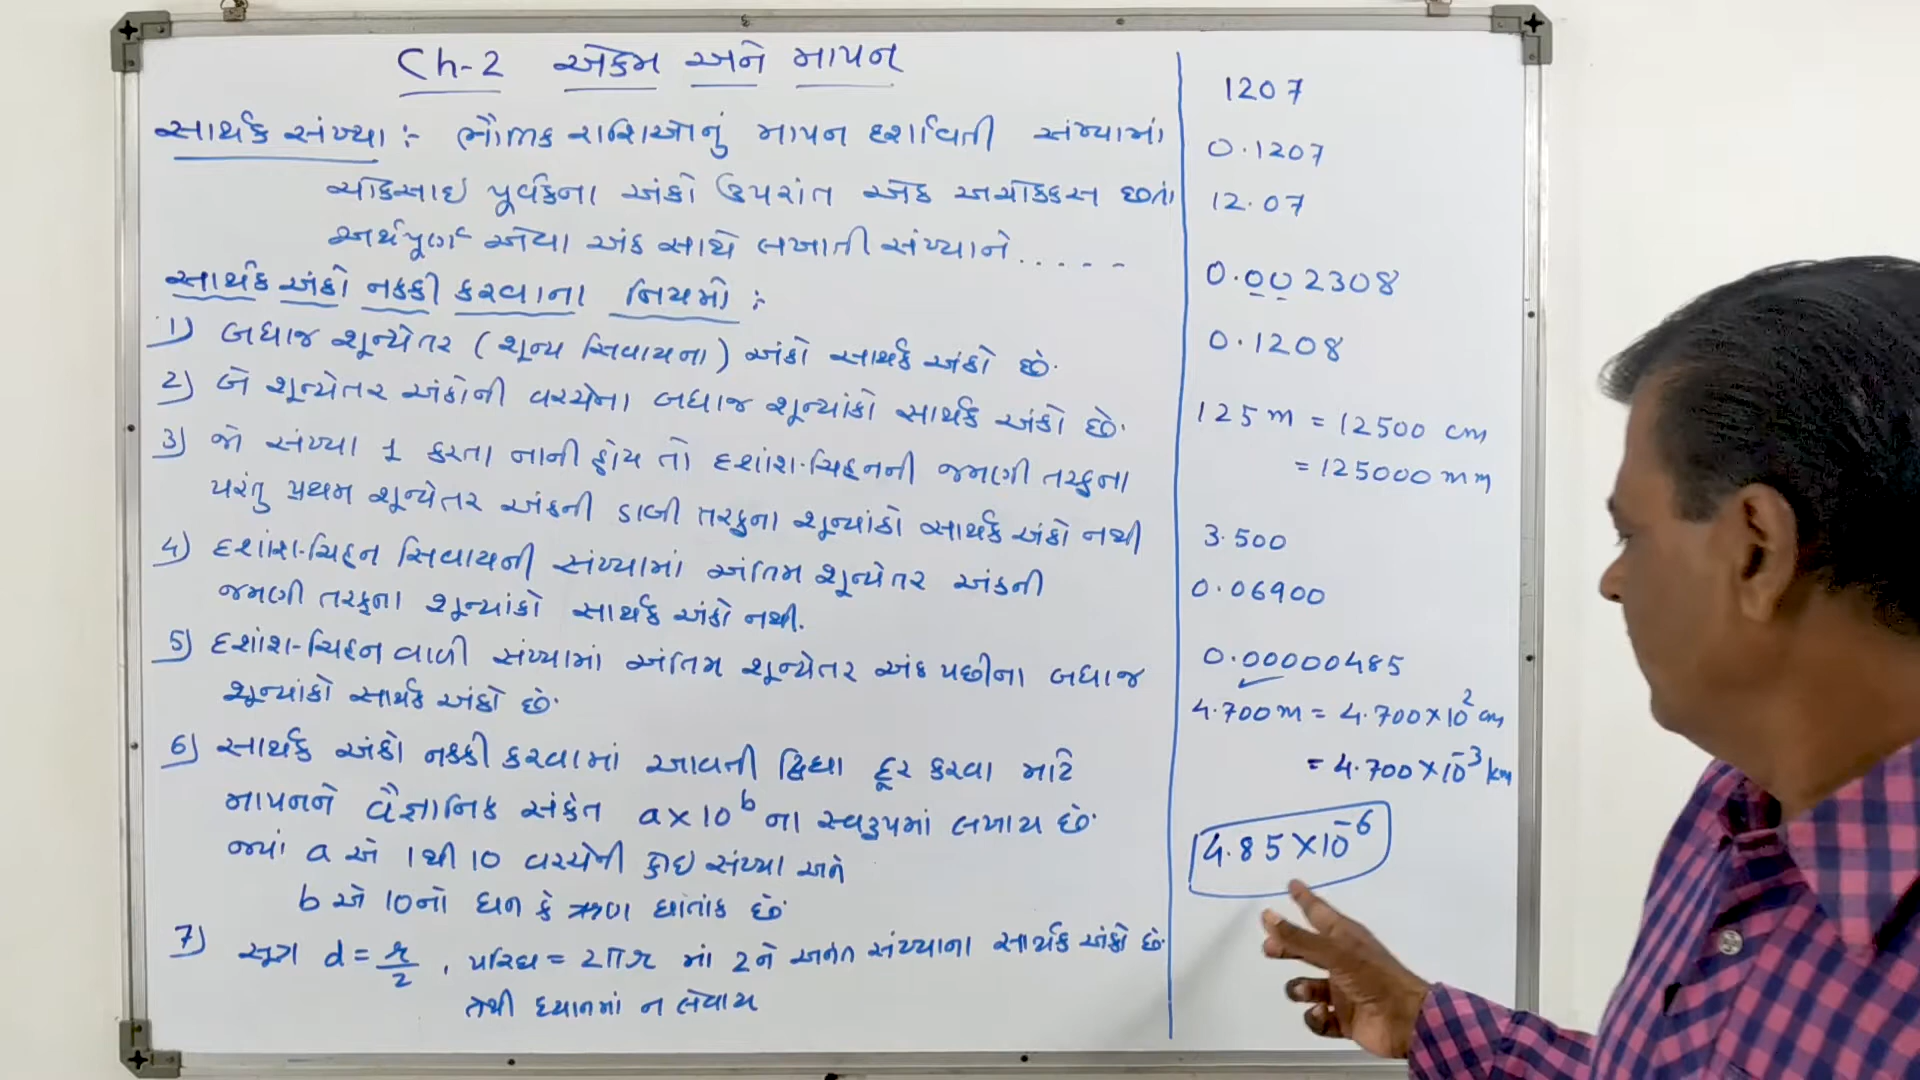 Ch-2 એકમ અને માપન
સાર્થક સંખ્યા :- ભૌતિક રાશિઓનું માપન દર્શાવતી સંખ્યામાં
ચોકસાઇ પૂર્વકના અંકો ઉપરાંત એક અચોક્કસ છતાં
અર્થપૂર્ણ એવા અંક સાથે લખાતી સંખ્યાને.....
સાર્થક અંકો નક્કી કરવાના નિયમો :-
1) બધાજ શૂન્યેતર (શૂન્ય સિવાયના) અંકો સાર્થક અંકો છે.
2) બે શૂન્યેતર અંકોની વચ્ચેના બધાજ શૂન્યાંકો સાર્થક અંકો છે.
3) જો સંખ્યા 1 કરતા નાની હોય તો દશાંશ-ચિહનની જમણી તરફના
પરંતુ પ્રથમ શૂન્યેતર અંકની ડાબી તરફના શૂન્યાંકો સાર્થક અંકો નથી
4) દશાંશ-ચિહન સિવાયની સંખ્યામાં અંતિમ શૂન્યેતર અંકની
જમણી તરફના શૂન્યાંકો સાર્થક અંકો નથી.
5) દશાંશ-ચિહન વાળી સંખ્યામાં અંતિમ શૂન્યેતર અંક પછીના બધાજ
શૂન્યાંકો સાર્થક અંકો છે.
6) સાર્થક અંકો નક્કી કરવામાં આવતી દ્વિધા દૂર કરવા માટે
માપનને વૈજ્ઞાનિક સંકેત a×10^b ના સ્વરૂપમાં લખાય છે.
જ્યાં a એ 1થી 10 વચ્ચેની કોઇ સંખ્યા અને
b એ 10નો ઘન કે ઋણ ઘાતાંક છે.
7) સૂત્ર d = r/2 , પરિઘ = 2πr માં 2ને અનંત સંખ્યાના સાર્થક અંકો છે.
તેથી ધ્યાનમાં ન લેવાય
1207
0.1207
12.07
0.002308
0.1208
125 m = 12500 cm
= 125000 mm
3.500
0.06900
0.00000485
4.700 m = 4.700×10² cm
= 4.700×10⁻³ km
4.85×10⁻⁶